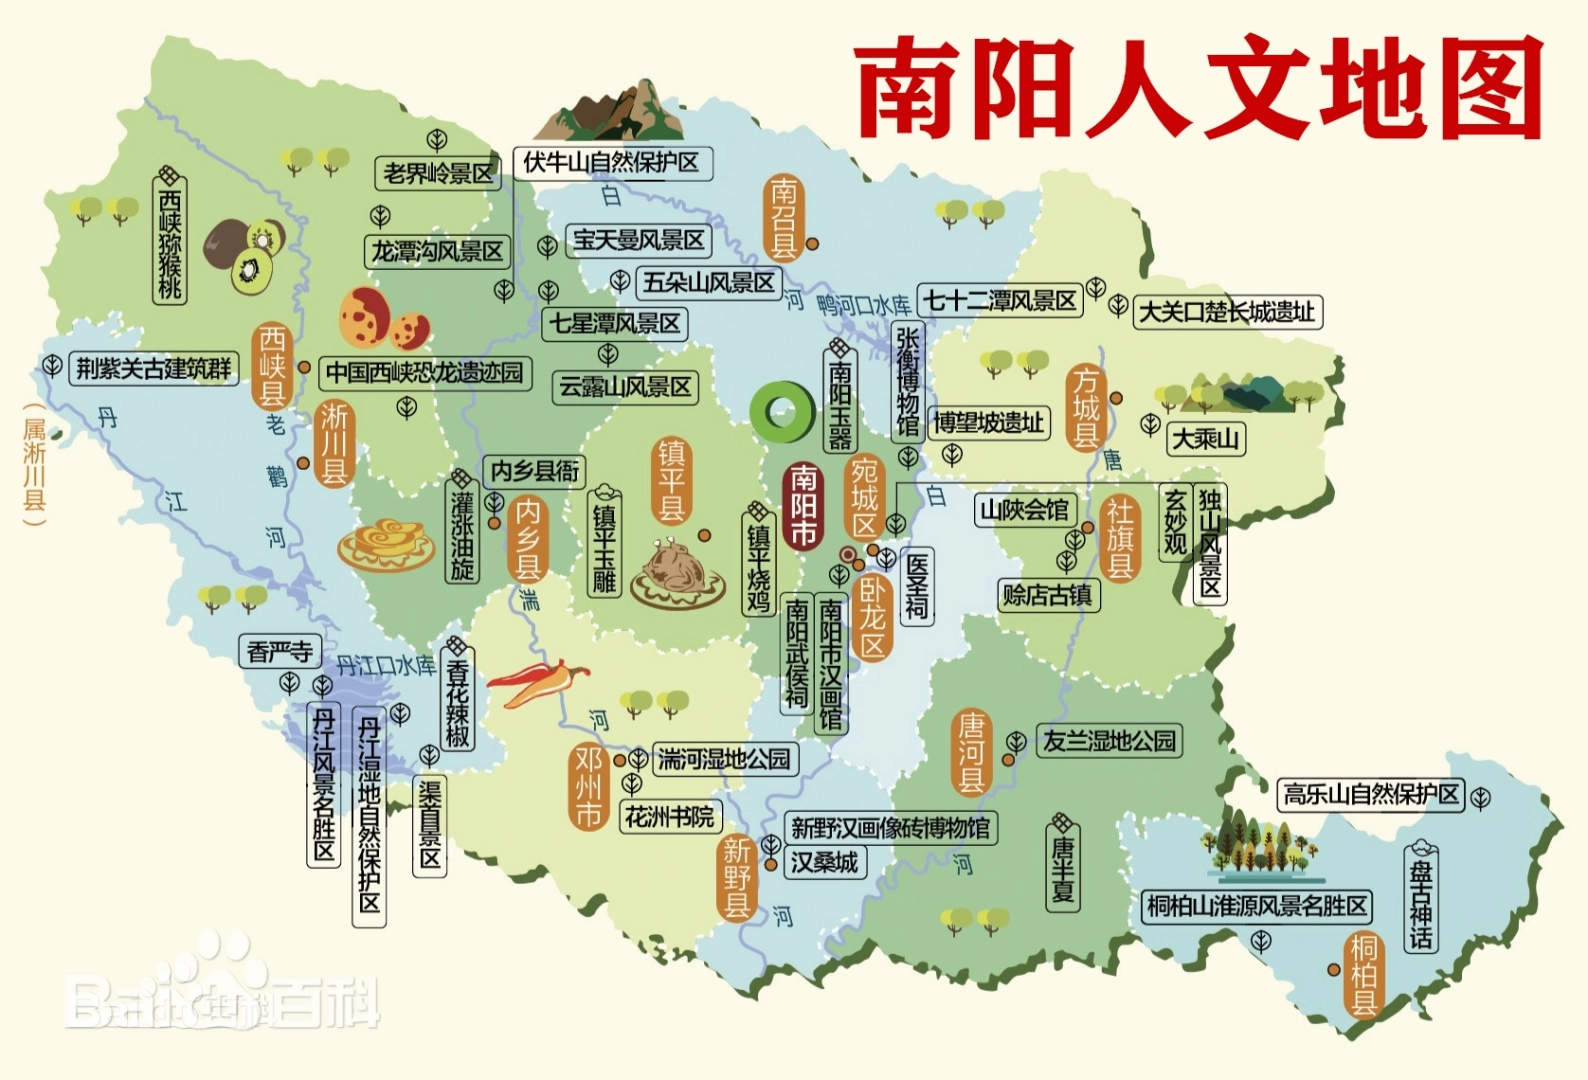 南阳人文地图
老界岭景区
伏牛山自然保护区
白
南召县
西峡猕猴桃
龙潭沟风景区
宝天曼风景区
五朵山风景区
河
鸭河口水库
七十二潭风景区
大关口楚长城遗址
七星潭风景区
张衡博物馆
西峡县
荆紫关古建筑群
中国西峡恐龙遗迹园
云露山风景区
南阳玉器
方城县
博望坡遗址
大乘山
（属淅川县）
丹
江
老
鹳
河
淅川县
唐
内乡县衙
灌涨油旋
内乡县
镇平玉雕
镇平县
镇平烧鸡
南阳市
宛城区
白
山陕会馆
社旗县
玄妙观
独山风景区
医圣祠
卧龙区
赊店古镇
南阳武侯祠
南阳市汉画馆
湍
香严寺
丹江口水库
香花辣椒
河
丹江风景名胜区
丹江湿地自然保护区
渠首景区
邓州市
湍河湿地公园
花洲书院
唐河县
友兰湿地公园
新野县
新野汉画像砖博物馆
汉桑城
河
河
唐半夏
高乐山自然保护区
桐柏山淮源风景名胜区
盘古神话
桐柏县
Baidu百科